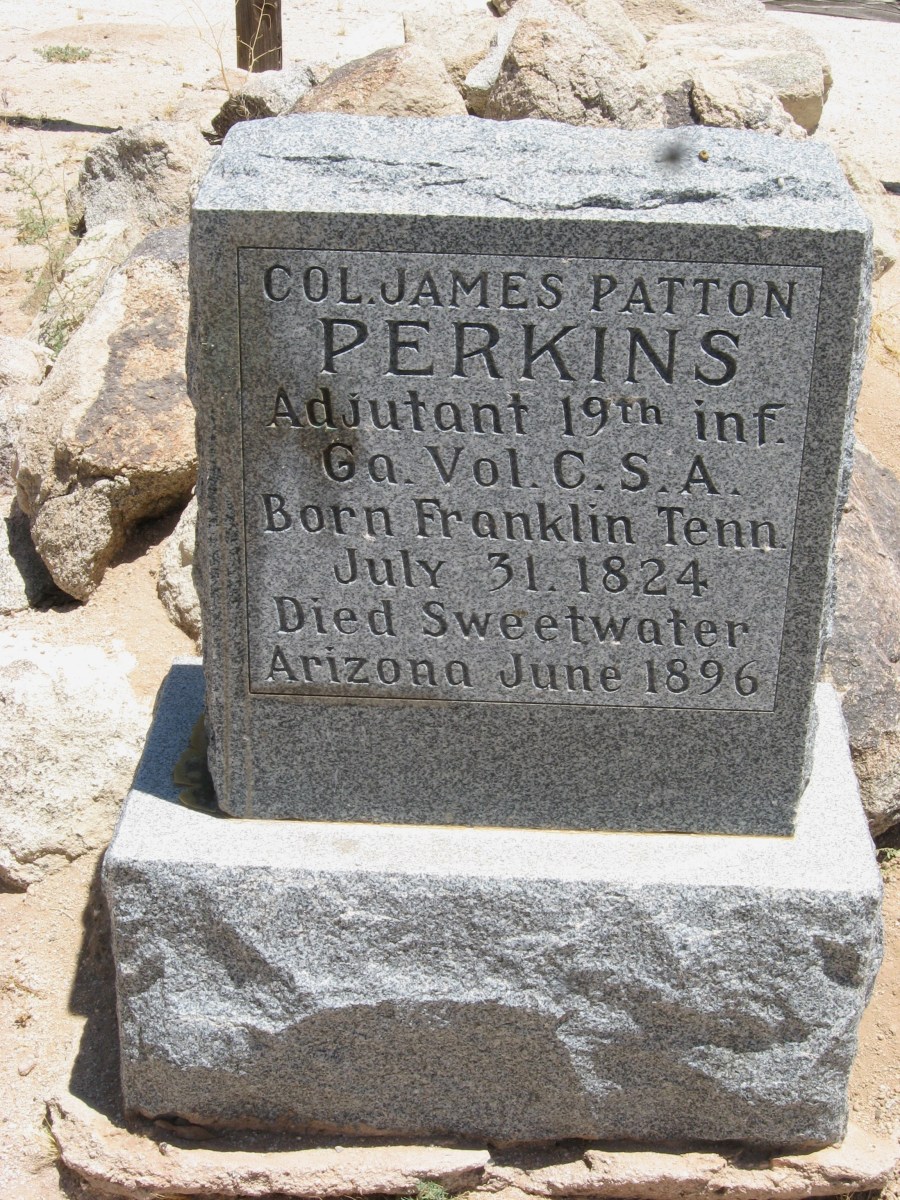 COL. JAMES PATTON
PERKINS
Adjutant 19th inf.
Ga. Vol. C. S. A.
Born Franklin Tenn.
July 31. 1824
Died Sweetwater
Arizona June 1896